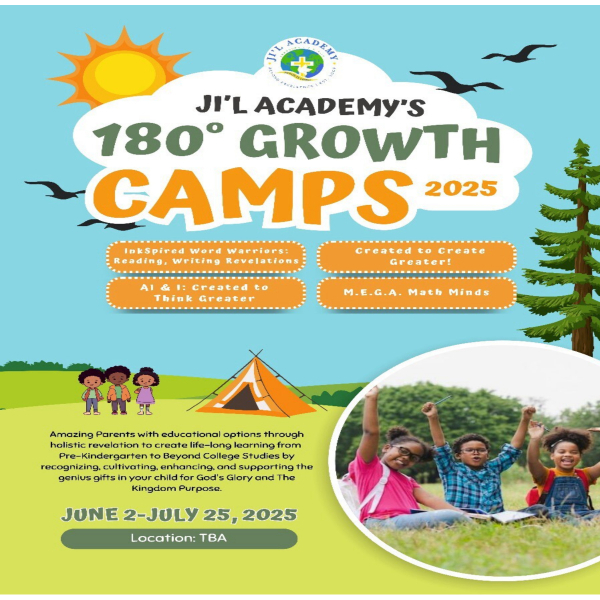 JI'L ACADEMY
JI'L ACADEMY'S
180° GROWTH
CAMPS 2025
InkSpired Word Warriors:
Reading, Writing Revelations
Created to Create
Greater!
AI & I: Created to
Think Greater
M.E.G.A. Math Minds
Amazing Parents with educational options through
holistic revelation to create life-long learning from
Pre-Kindergarten to Beyond College Studies by
recognizing, cultivating, enhancing, and supporting the
genius gifts in your child for God's Glory and The
Kingdom Purpose.
JUNE 2-JULY 25, 2025
Location: TBA